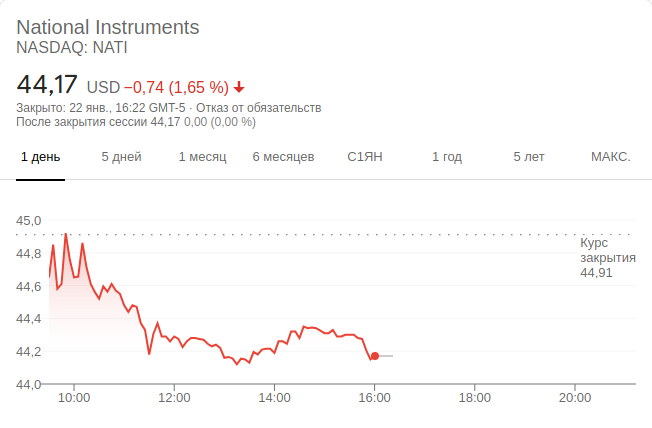 National Instruments
NASDAQ: NATI
44,17 USD −0,74 (1,65 %)
Закрыто: 22 янв., 16:22 GMT-5 · Отказ от обязательств
После закрытия сессии 44,17 0,00 (0,00 %)
1 день 5 дней 1 месяц 6 месяцев С1ЯН 1 год 5 лет МАКС.
45,0
Курс
закрытия
44,91
44,8
44,6
44,4
44,2
44,0
10:00 12:00 14:00 16:00 18:00 20:00